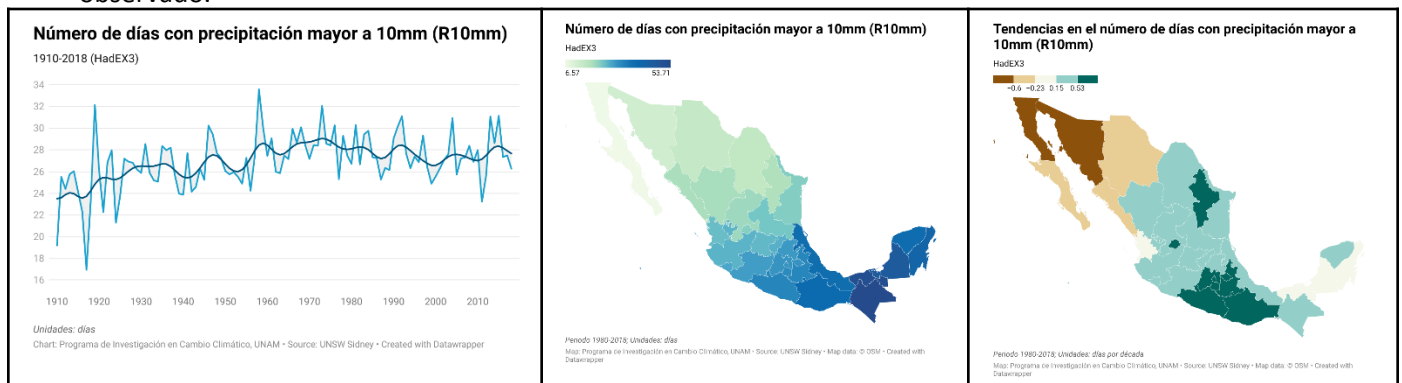 observado.
Número de días con precipitación mayor a 10mm (R10mm)
1910-2018 (HadEX3)
34
32
30
28
26
24
22
20
18
16
1910 1920 1930 1940 1950 1960 1970 1980 1990 2000 2010
Unidades: días
Chart: Programa de Investigación en Cambio Climático, UNAM • Source: UNSW Sidney • Created with Datawrapper
Número de días con precipitación mayor a 10mm (R10mm)
HadEX3
6.57 53.71
Periodo 1980-2018; Unidades: días
Map: Programa de Investigación en Cambio Climático, UNAM • Source: UNSW Sidney • Map data: © OSM • Created with
Datawrapper
Tendencias en el número de días con precipitación mayor a
10mm (R10mm)
HadEX3
−0.6 −0.23 0.15 0.53
Periodo 1980-2018; Unidades: días por década
Map: Programa de Investigación en Cambio Climático, UNAM • Source: UNSW Sidney • Map data: © OSM • Created with
Datawrapper